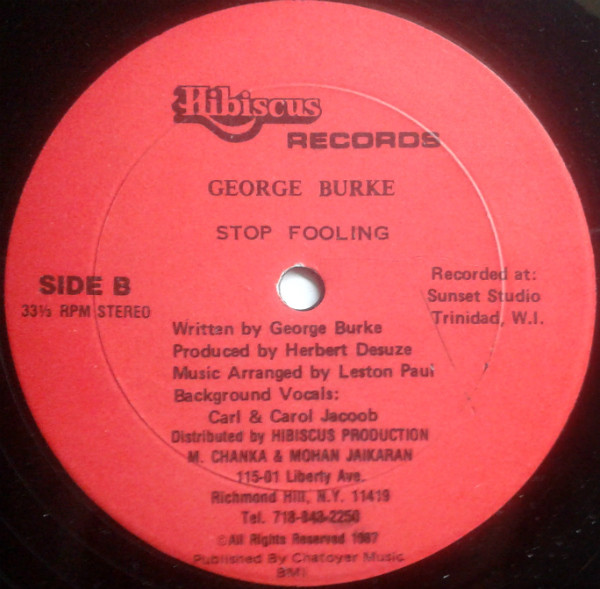 Hibiscus
RECORDS
GEORGE BURKE
STOP FOOLING
SIDE B
33⅓ RPM STEREO
Recorded at:
Sunset Studio
Trinidad, W.I.
Written by George Burke
Produced by Herbert Desuze
Music Arranged by Leston Paul
Background Vocals:
Carl & Carol Jacoob
Distributed by HIBISCUS PRODUCTION
M. CHANKA & MOHAN JAIKARAN
115-01 Liberty Ave.
Richmond Hill, N.Y. 11419
Tel. 718-843-2250
©All Rights Reserved 1987
Published By Chatoyer Music
BMI